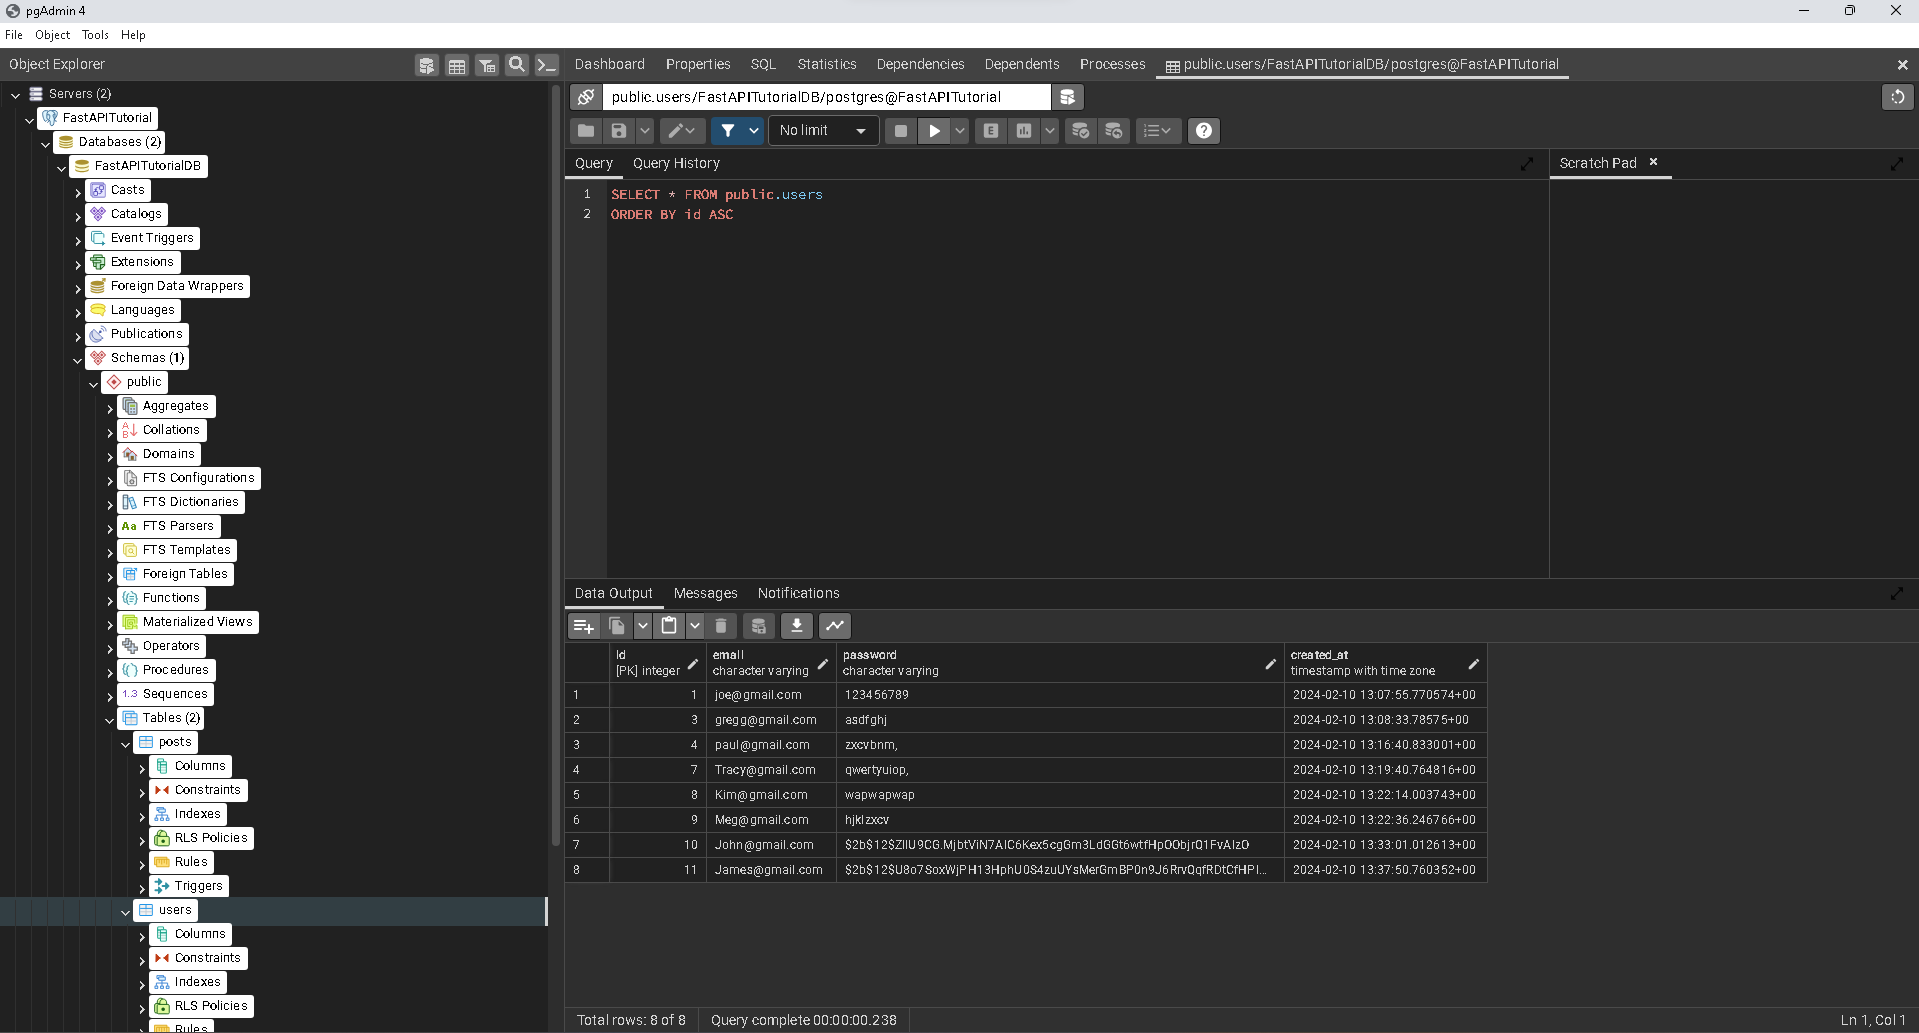 pgAdmin 4
File Object Tools Help
Object Explorer
Dashboard Properties SQL Statistics Dependencies Dependents Processes public.users/FastAPITutorialDB/postgres@FastAPITutorial
Servers (2)
FastAPITutorial
Databases (2)
FastAPITutorialDB
Casts
Catalogs
Event Triggers
Extensions
Foreign Data Wrappers
Languages
Publications
Schemas (1)
public
Aggregates
Collations
Domains
FTS Configurations
FTS Dictionaries
Aa FTS Parsers
FTS Templates
Foreign Tables
Functions
Materialized Views
Operators
Procedures
1..3 Sequences
Tables (2)
posts
Columns
Constraints
Indexes
RLS Policies
Rules
Triggers
users
Columns
Constraints
Indexes
RLS Policies
Rules
public.users/FastAPITutorialDB/postgres@FastAPITutorial
No limit E ?
Query Query History
Scratch Pad
1 SELECT * FROM public.users
2 ORDER BY id ASC
Data Output Messages Notifications
id email password created_at
[PK] integer character varying character varying timestamp with time zone
1 1 joe@gmail.com 123456789 2024-02-10 13:07:55.770574+00
2 3 gregg@gmail.com asdfghj 2024-02-10 13:08:33.78575+00
3 4 paul@gmail.com zxcvbnm, 2024-02-10 13:16:40.833001+00
4 7 Tracy@gmail.com qwertyuiop, 2024-02-10 13:19:40.764816+00
5 8 Kim@gmail.com wapwapwap 2024-02-10 13:22:14.003743+00
6 9 Meg@gmail.com hjklzxcv 2024-02-10 13:22:36.246766+00
7 10 John@gmail.com 2024-02-10 13:33:01.012613+00
8 11 James@gmail.com 2024-02-10 13:37:50.760352+00
Total rows: 8 of 8 Query complete 00:00:00.238
Ln 1, Col 1